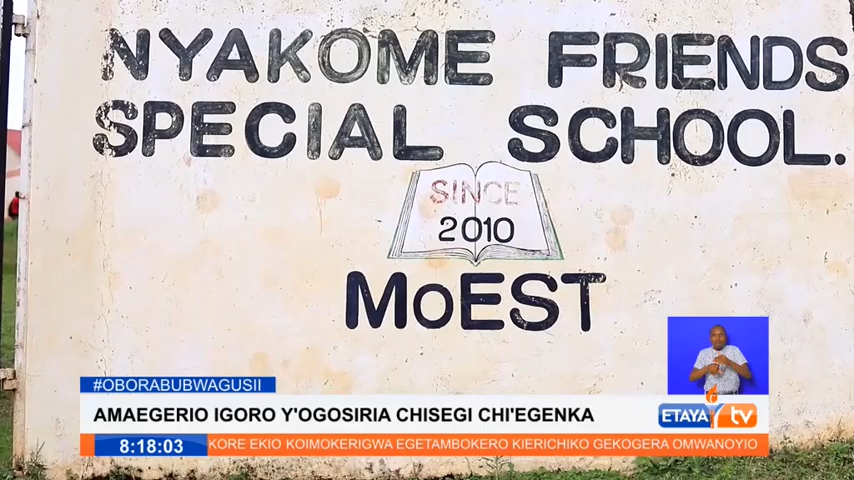 NYAKOME FRIENDS
SPECIAL SCHOOL.
SINCE
2010
MOEST
#OBORABUBWAGUSII
AMAEGERIO IGORO Y'OGOSIRIA CHISEGI CHI'EGENKA
ETAYA tv
8:18:03
KORE EKIO KOIMOKERIGWA EGETAMBOKERO KIERICHIKO GEKOGERA OMWANOYIO